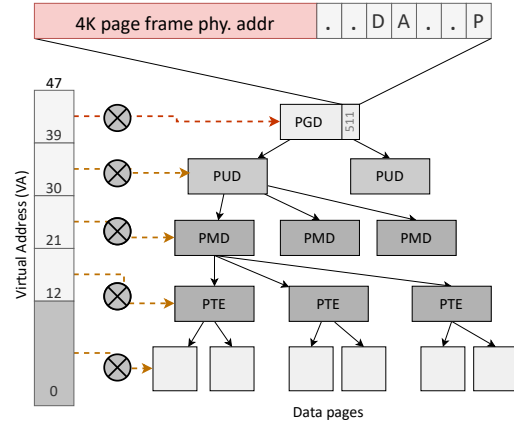 4K page frame phy. addr . . D A . . P
47
PGD 511
39
PUD PUD
30
PMD PMD PMD
21
PTE PTE PTE
12
0
Virtual Address (VA)
Data pages